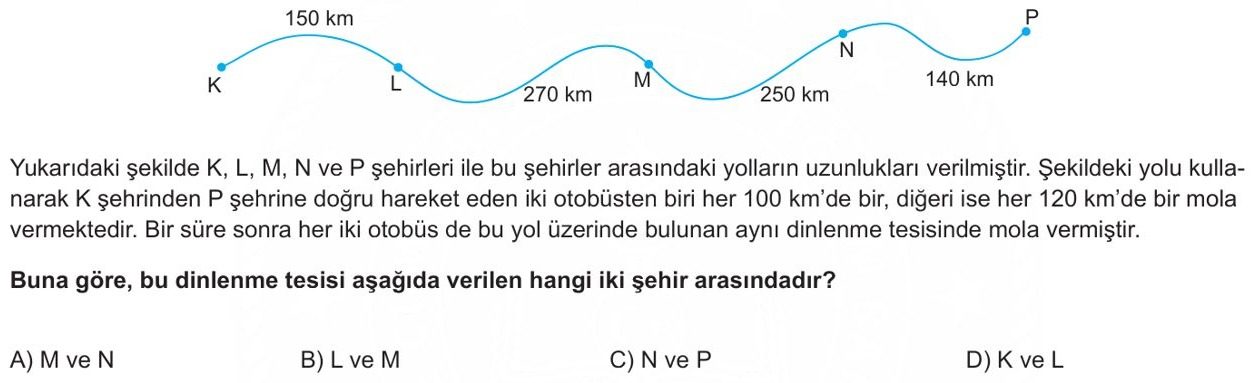 150 km
P
K
L
270 km
M
250 km
N
140 km
Yukarıdaki şekilde K, L, M, N ve P şehirleri ile bu şehirler arasındaki yolların uzunlukları verilmiştir. Şekildeki yolu kulla-
narak K şehrinden P şehrine doğru hareket eden iki otobüsten biri her 100 km’de bir, diğeri ise her 120 km’de bir mola
vermektedir. Bir süre sonra her iki otobüs de bu yol üzerinde bulunan aynı dinlenme tesisinde mola vermiştir.
Buna göre, bu dinlenme tesisi aşağıda verilen hangi iki şehir arasındadır?
A) M ve N B) L ve M C) N ve P D) K ve L